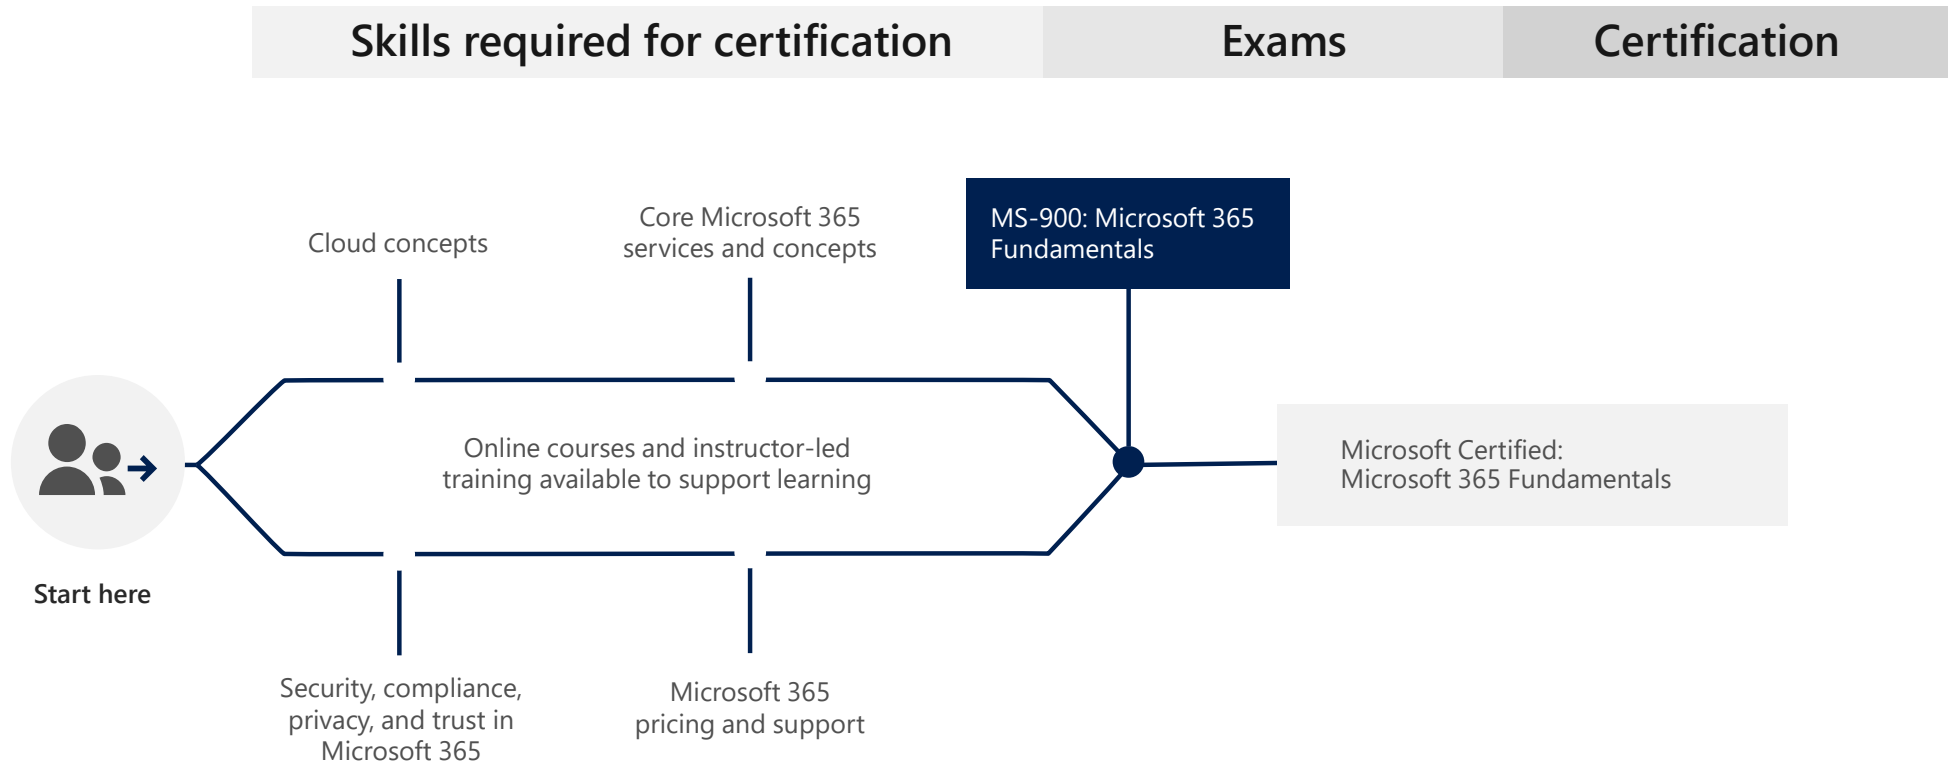 Skills required for certification
Exams
Certification
Cloud concepts
Core Microsoft 365
services and concepts
MS-900: Microsoft 365
Fundamentals
Online courses and instructor-led
training available to support learning
Microsoft Certified:
Microsoft 365 Fundamentals
Start here
Security, compliance,
privacy, and trust in
Microsoft 365
Microsoft 365
pricing and support